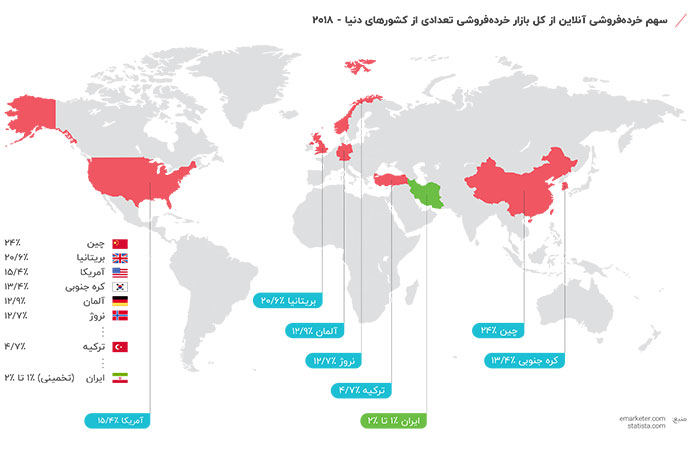 سهم خرده‌فروشی آنلاین از کل بازار خرده‌فروشی تعدادی از کشورهای دنیا - ۲۰۱۸
چین ۲۴٪
بریتانیا ۲۰/۶٪
آمریکا ۱۵/۴٪
کره جنوبی ۱۳/۴٪
آلمان ۱۲/۹٪
نروژ ۱۲/۷٪
:
ترکیه ۴/۷٪
:
ایران (تخمینی) ۱٪ تا ۲٪
بریتانیا ۲۰/۶٪
آلمان ۱۲/۹٪
نروژ ۱۲/۷٪
ترکیه ۴/۷٪
ایران ۱٪ تا ۲٪
آمریکا ۱۵/۴٪
چین ۲۴٪
کره جنوبی ۱۳/۴٪
منبع: emarketer.com
statista.com